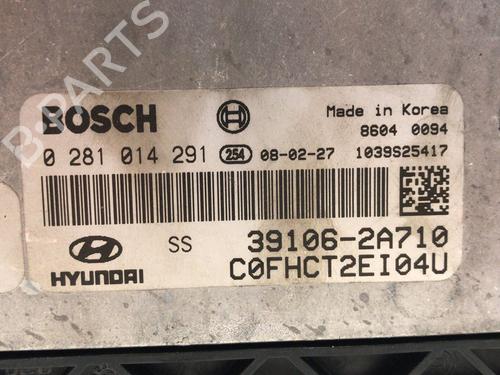 B-PARTS
BOSCH
Made in Korea
8604 0094
0 281 014 291 254 08-02-27 1039S25417
SS 39106-2A710
HYUNDAI C0FHCT2EI04U